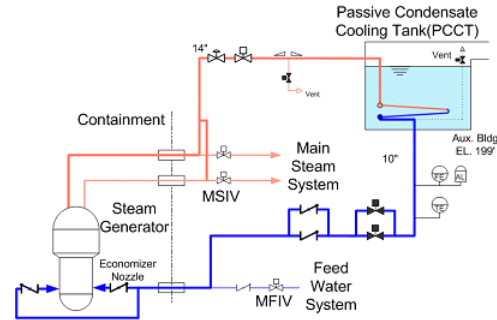 Passive Condensate
Cooling Tank(PCCT)
14"
Vent
Vent
Containment
Aux. Bldg
EL. 199'
Main
Steam
System
10"
MSIV
FE
AL
TE
Steam
Generator
Economizer
Nozzle
Feed
Water
System
MFIV